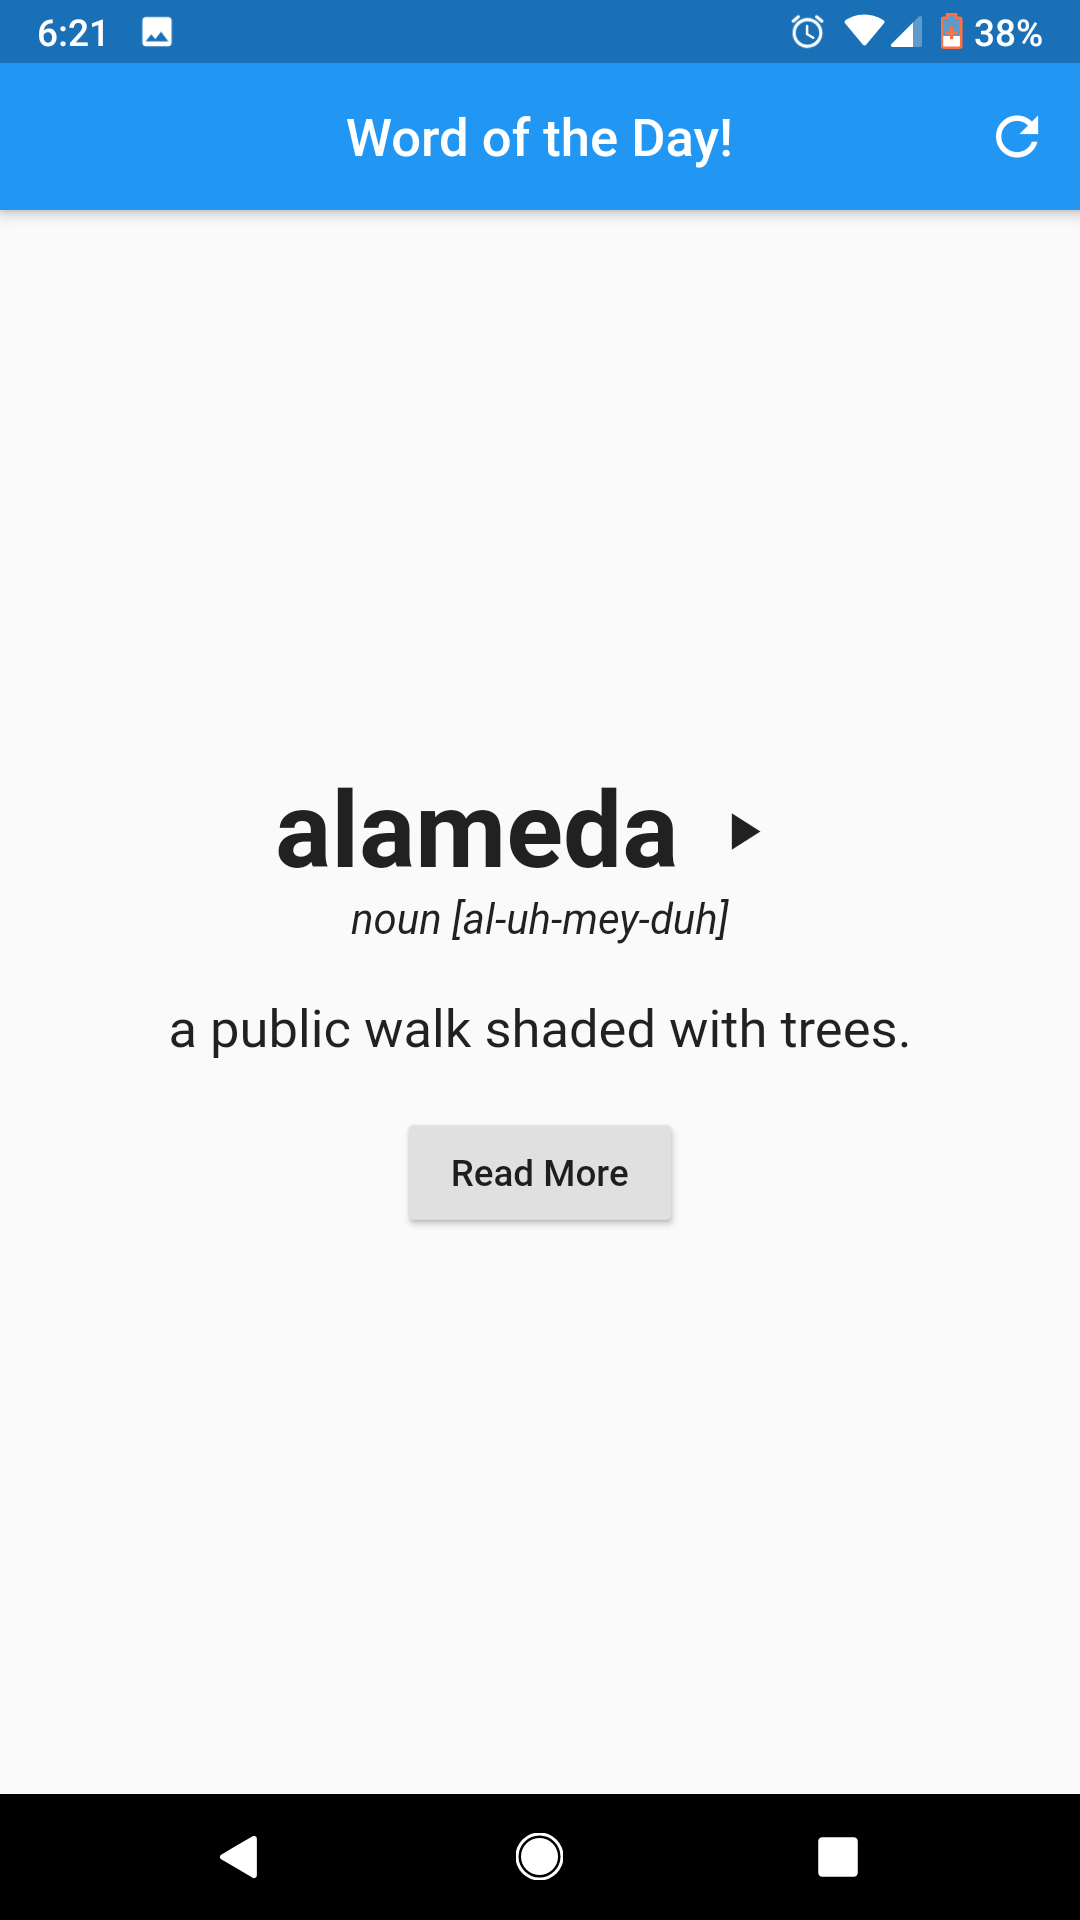 6:21 38%
Word of the Day!
alameda
noun [al-uh-mey-duh]
a public walk shaded with trees.
Read More